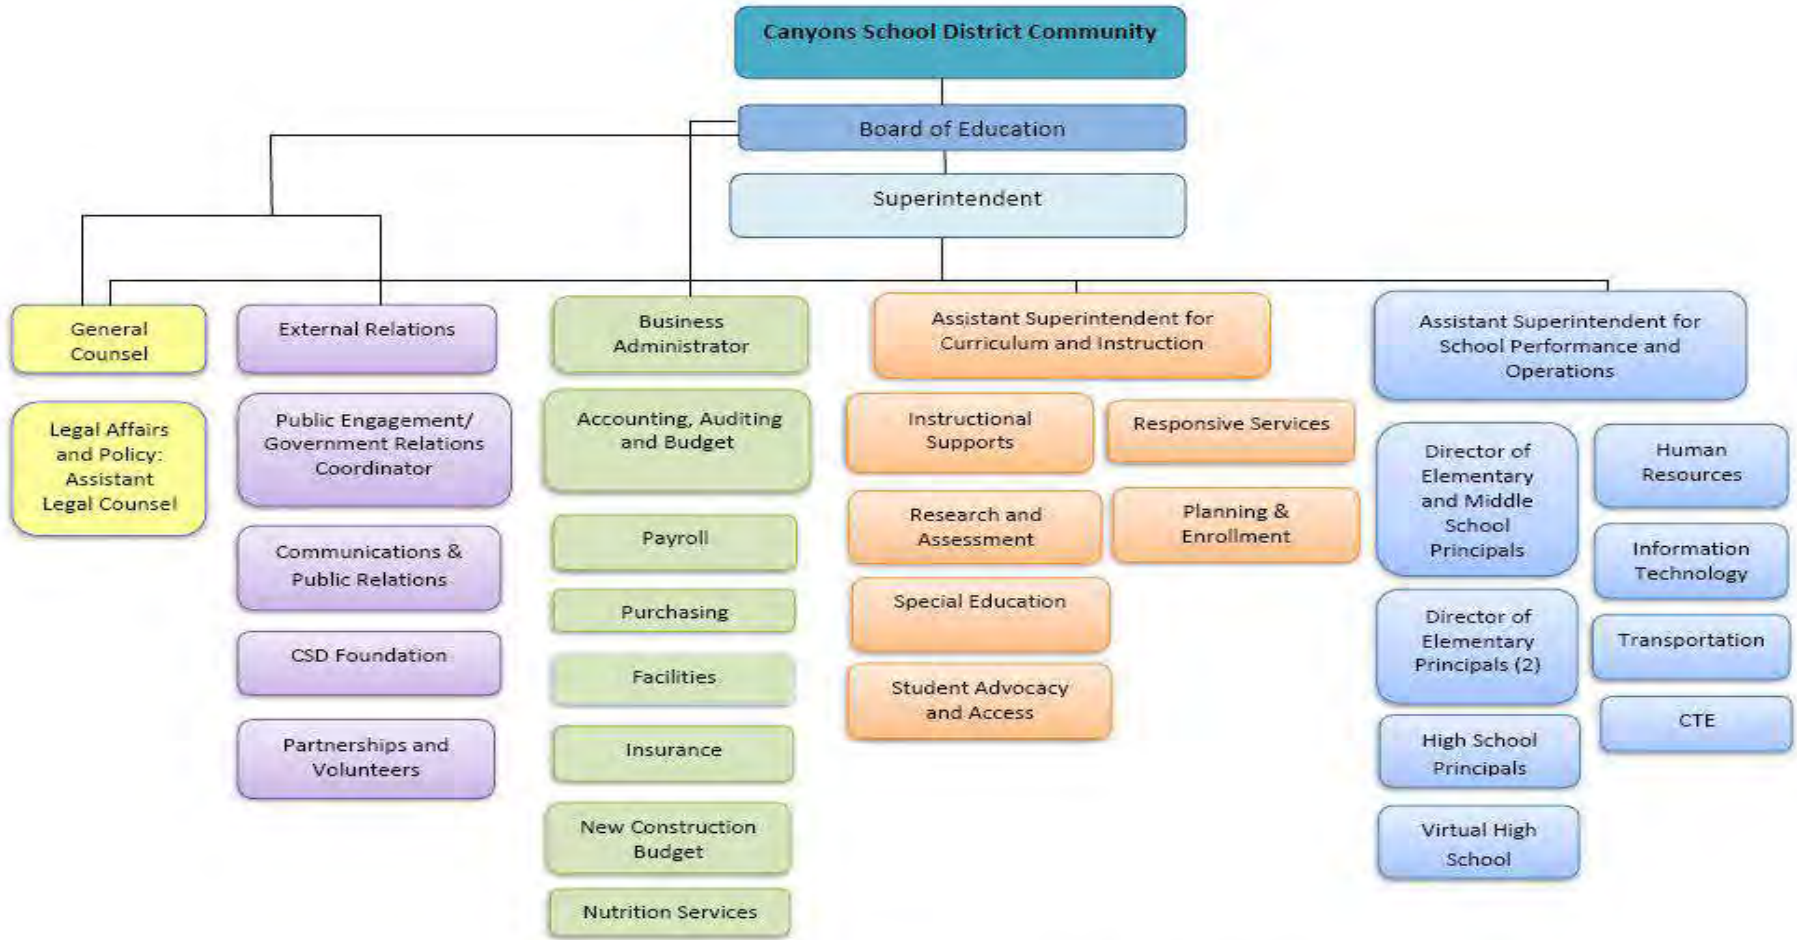 Canyons School District Community
Board of Education
Superintendent
General
Counsel
Legal Affairs
and Policy:
Assistant
Legal Counsel
External Relations
Public Engagement/
Government Relations
Coordinator
Communications &
Public Relations
CSD Foundation
Partnerships and
Volunteers
Business
Administrator
Accounting, Auditing
and Budget
Payroll
Purchasing
Facilities
Insurance
New Construction
Budget
Nutrition Services
Assistant Superintendent for
Curriculum and Instruction
Instructional
Supports
Research and
Assessment
Special Education
Student Advocacy
and Access
Responsive Services
Planning &
Enrollment
Assistant Superintendent for
School Performance and
Operations
Director of
Elementary
and Middle
School
Principals
Director of
Elementary
Principals (2)
High School
Principals
Virtual High
School
Human
Resources
Information
Technology
Transportation
CTE